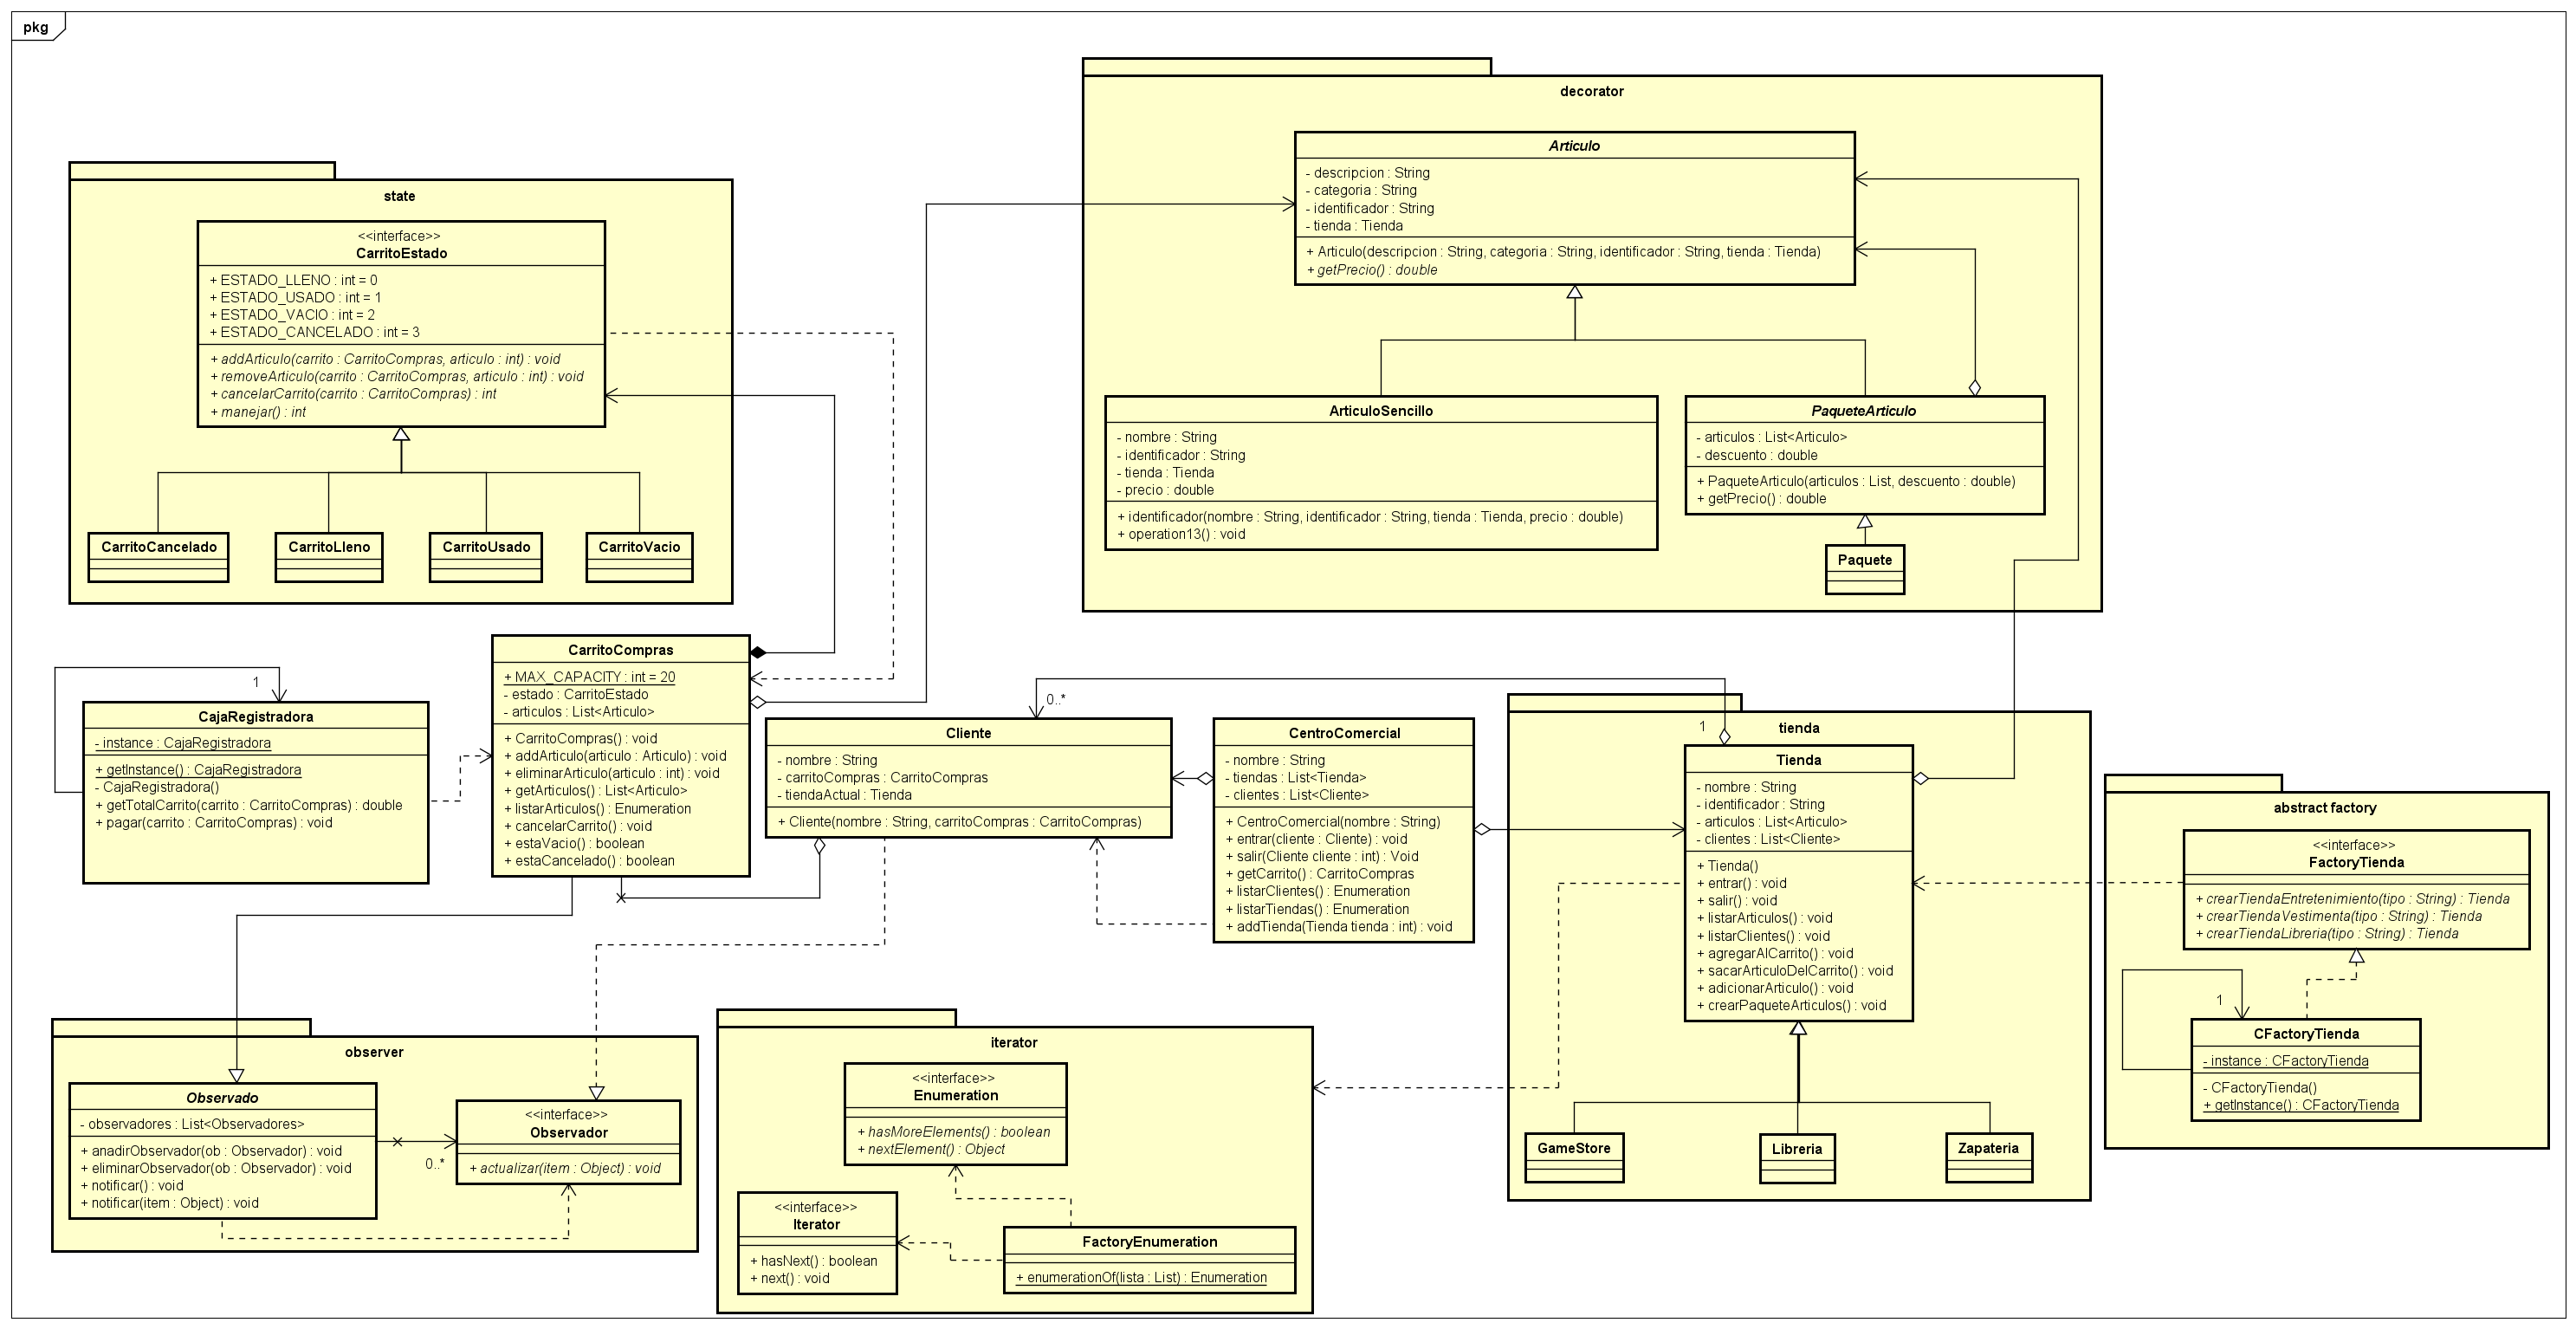 pkg
decorator
Articulo
- descripcion : String
- categoria : String
- identificador : String
- tienda : Tienda
+ Articulo(descripcion : String, categoria : String, identificador : String, tienda : Tienda)
+ getPrecio() : double
ArticuloSencillo
- nombre : String
- identificador : String
- tienda : Tienda
- precio : double
+ identificador(nombre : String, identificador : String, tienda : Tienda, precio : double)
+ operation13() : void
PaqueteArticulo
- articulos : List<Articulo>
- descuento : double
+ PaqueteArticulo(articulos : List, descuento : double)
+ getPrecio() : double
Paquete
state
<<interface>>
CarritoEstado
+ ESTADO_LLENO : int = 0
+ ESTADO_USADO : int = 1
+ ESTADO_VACIO : int = 2
+ ESTADO_CANCELADO : int = 3
+ addArticulo(carrito : CarritoCompras, articulo : int) : void
+ removeArticulo(carrito : CarritoCompras, articulo : int) : void
+ cancelarCarrito(carrito : CarritoCompras) : int
+ manejar() : int
CarritoCancelado
CarritoLleno
CarritoUsado
CarritoVacio
1
CajaRegistradora
- instance : CajaRegistradora
+ getInstance() : CajaRegistradora
- CajaRegistradora()
+ getTotalCarrito(carrito : CarritoCompras) : double
+ pagar(carrito : CarritoCompras) : void
CarritoCompras
+ MAX_CAPACITY : int = 20
- estado : CarritoEstado
- articulos : List<Articulo>
+ CarritoCompras() : void
+ addArticulo(articulo : Articulo) : void
+ eliminarArticulo(articulo : int) : void
+ getArticulos() : List<Articulo>
+ listarArticulos() : Enumeration
+ cancelarCarrito() : void
+ estaVacio() : boolean
+ estaCancelado() : boolean
0..*
Cliente
- nombre : String
- carritoCompras : CarritoCompras
- tiendaActual : Tienda
+ Cliente(nombre : String, carritoCompras : CarritoCompras)
CentroComercial
- nombre : String
- tiendas : List<Tienda>
- clientes : List<Cliente>
+ CentroComercial(nombre : String)
+ entrar(cliente : Cliente) : void
+ salir(Cliente cliente : int) : Void
+ getCarrito() : CarritoCompras
+ listarClientes() : Enumeration
+ listarTiendas() : Enumeration
+ addTienda(Tienda tienda : int) : void
tienda
1
Tienda
- nombre : String
- identificador : String
- articulos : List<Articulo>
- clientes : List<Cliente>
+ Tienda()
+ entrar() : void
+ salir() : void
+ listarArticulos() : void
+ listarClientes() : void
+ agregarAlCarrito() : void
+ sacarArticuloDelCarrito() : void
+ adicionarArticulo() : void
+ crearPaqueteArticulos() : void
GameStore
Libreria
Zapateria
abstract factory
<<interface>>
FactoryTienda
+ crearTiendaEntretenimiento(tipo : String) : Tienda
+ crearTiendaVestimenta(tipo : String) : Tienda
+ crearTiendaLibreria(tipo : String) : Tienda
1
CFactoryTienda
- instance : CFactoryTienda
- CFactoryTienda()
+ getInstance() : CFactoryTienda
observer
Observado
- observadores : List<Observadores>
+ anadirObservador(ob : Observador) : void
+ eliminarObservador(ob : Observador) : void
+ notificar() : void
+ notificar(item : Object) : void
0..*
<<interface>>
Observador
+ actualizar(item : Object) : void
iterator
<<interface>>
Enumeration
+ hasMoreElements() : boolean
+ nextElement() : Object
<<interface>>
Iterator
+ hasNext() : boolean
+ next() : void
FactoryEnumeration
+ enumerationOf(lista : List) : Enumeration